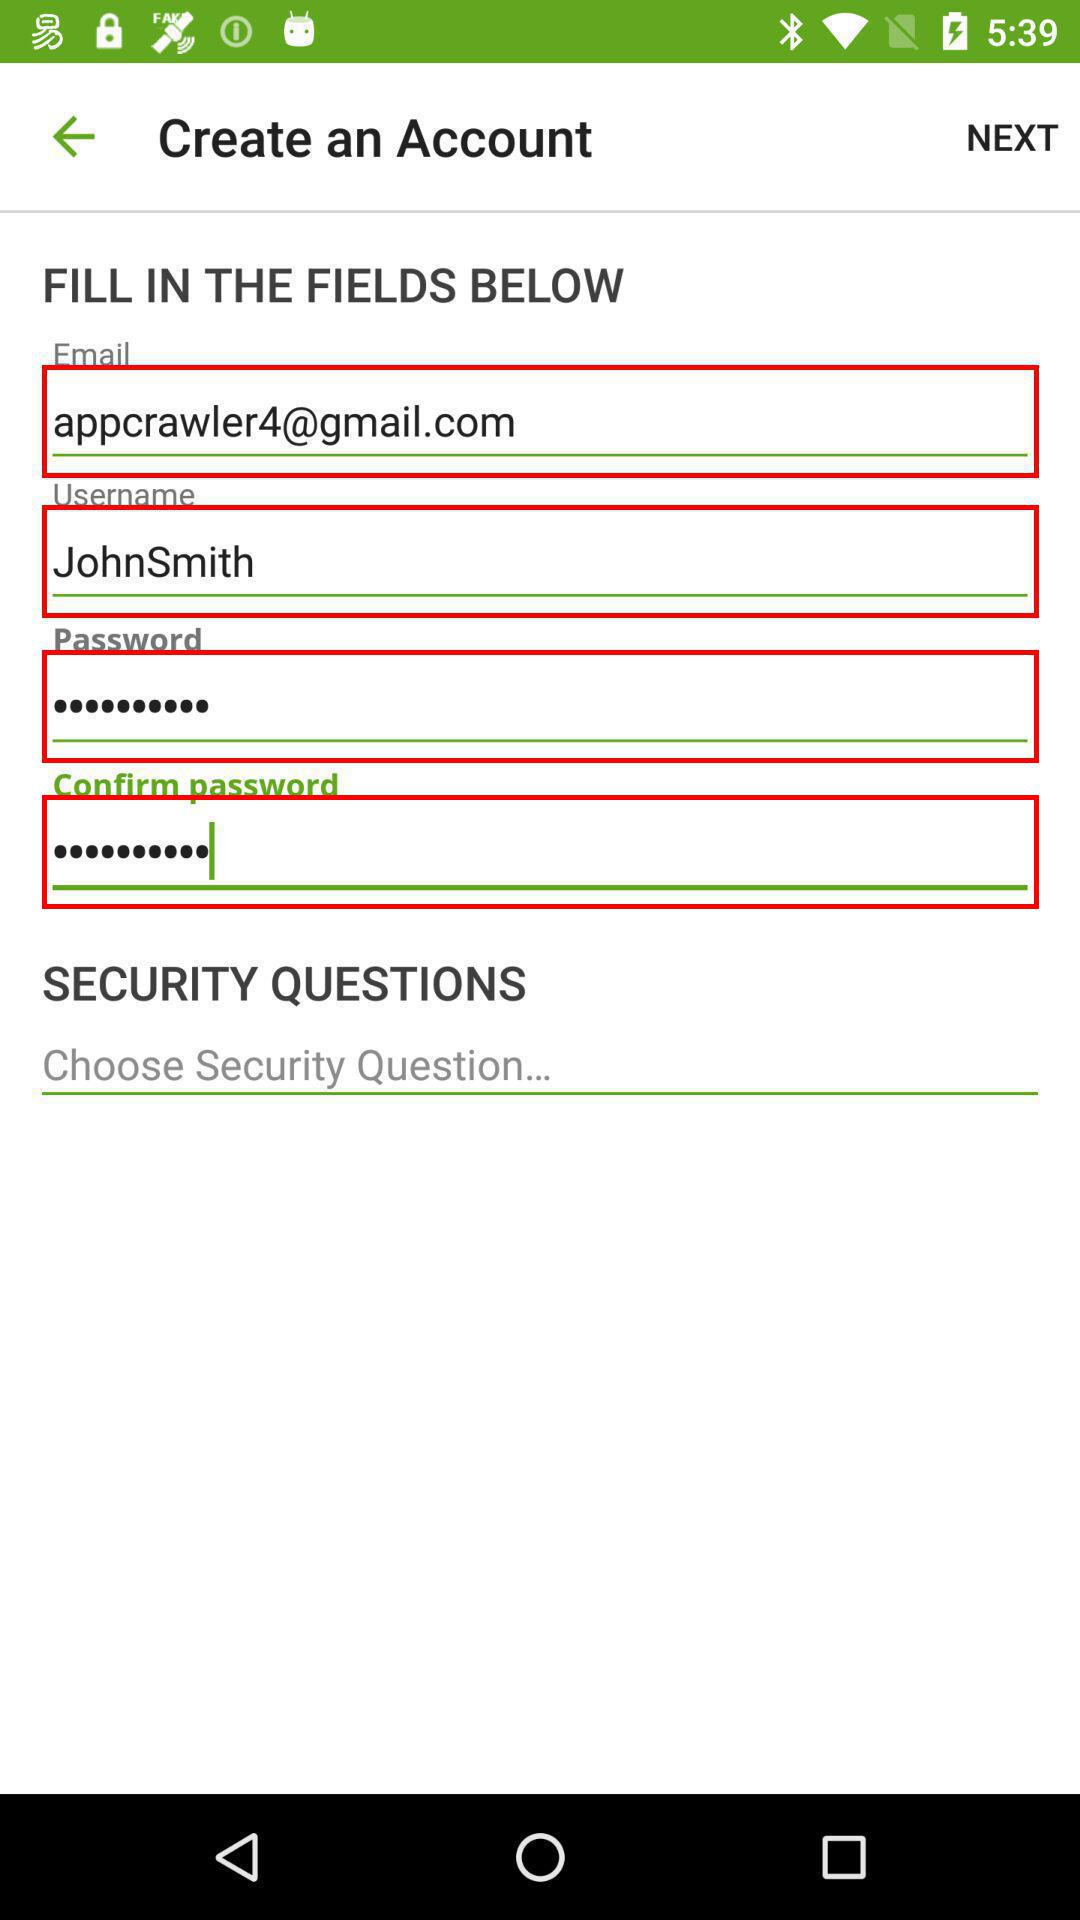 FAKE
5:39
Create an Account
NEXT
FILL IN THE FIELDS BELOW
Email
appcrawler4@gmail.com
Username
JohnSmith
Password
••••••••••
Confirm password
••••••••••
SECURITY QUESTIONS
Choose Security Question...